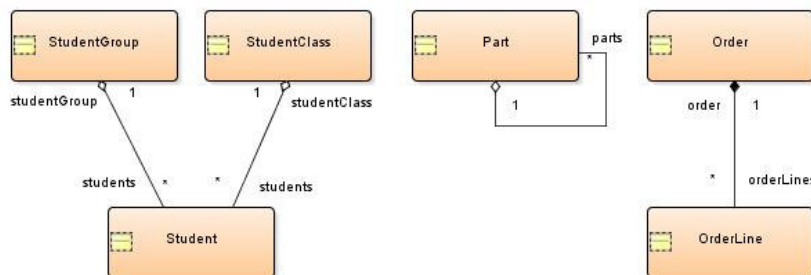 StudentGroup
StudentClass
Part
parts
*
Order
studentGroup
1
1
studentClass
1
order
1
students
*
*
students
*
orderLines
Student
OrderLine